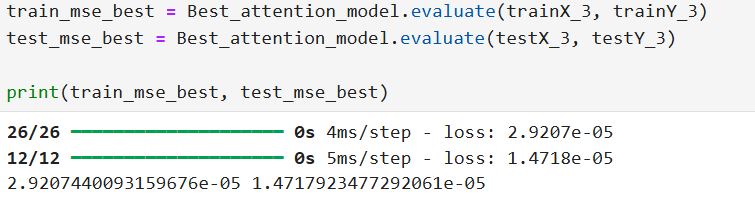 train_mse_best = Best_attention_model.evaluate(trainX_3, trainY_3)
test_mse_best = Best_attention_model.evaluate(testX_3, testY_3)
print(train_mse_best, test_mse_best)
26/26 ━━━━━━━━━━━━━━━━━━━━ 0s 4ms/step - loss: 2.9207e-05
12/12 ━━━━━━━━━━━━━━━━━━━━ 0s 5ms/step - loss: 1.4718e-05
2.9207440093159676e-05 1.4717923477292061e-05